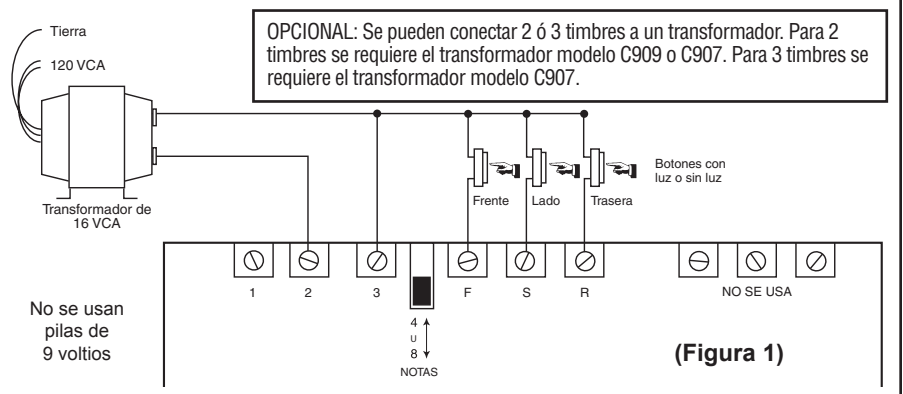 Tierra
120 VCA
OPCIONAL: Se pueden conectar 2 ó 3 timbres a un transformador. Para 2
timbres se requiere el transformador modelo C909 o C907. Para 3 timbres se
requiere el transformador modelo C907.
Botones con
luz o sin luz
Frente
Lado
Trasera
Transformador de
16 VCA
1
2
3
F
S
R
NO SE USA
No se usan
pilas de
9 voltios
4
U
8
NOTAS
(Figura 1)